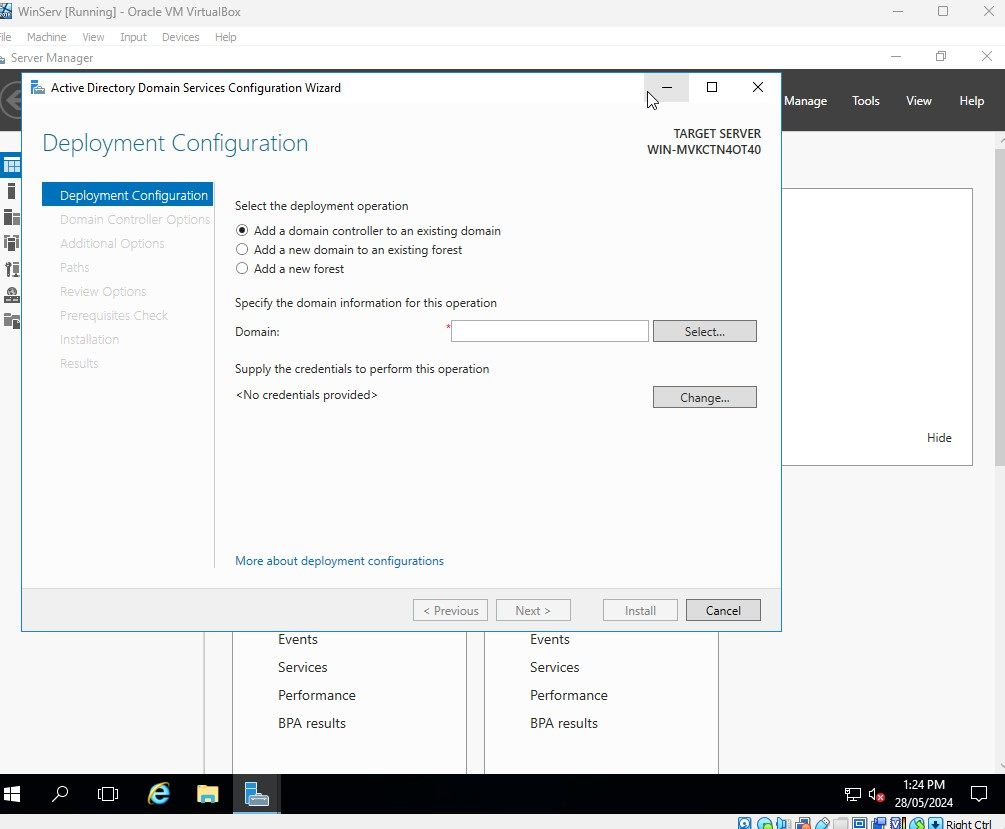 WinServ [Running] - Oracle VM VirtualBox
Machine View Input Devices Help
Server Manager
Active Directory Domain Services Configuration Wizard
Manage Tools View Help
Deployment Configuration
TARGET SERVER
WIN-MVKCTN4OT40
Deployment Configuration
Domain Controller Options
Additional Options
Paths
Review Options
Prerequisites Check
Installation
Results
Select the deployment operation
Add a domain controller to an existing domain
Add a new domain to an existing forest
Add a new forest
Specify the domain information for this operation
Domain: * Select...
Supply the credentials to perform this operation
<No credentials provided> Change...
Hide
More about deployment configurations
< Previous Next > Install Cancel
Events Events
Services Services
Performance Performance
BPA results BPA results
1:24 PM
28/05/2024
Right Ctrl